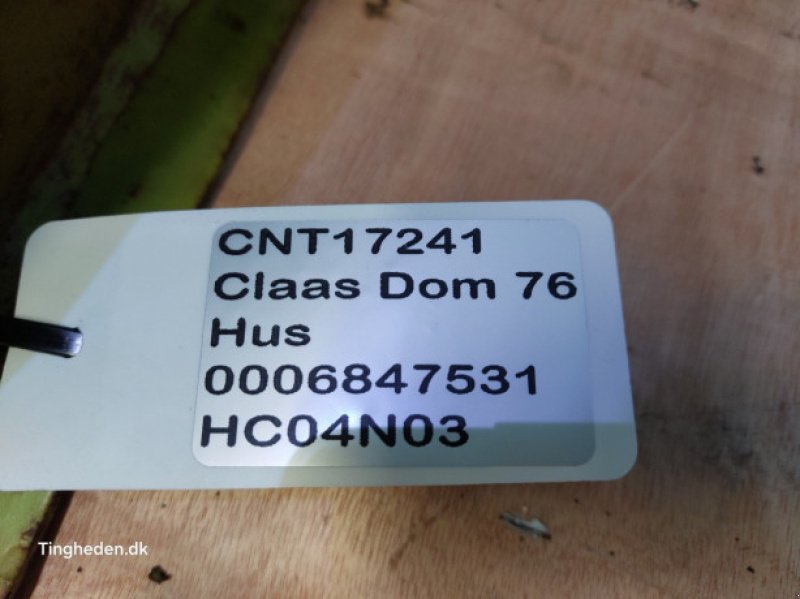 CNT17241
Claas Dom 76
Hus
0006847531
HC04N03
Tingheden.dk